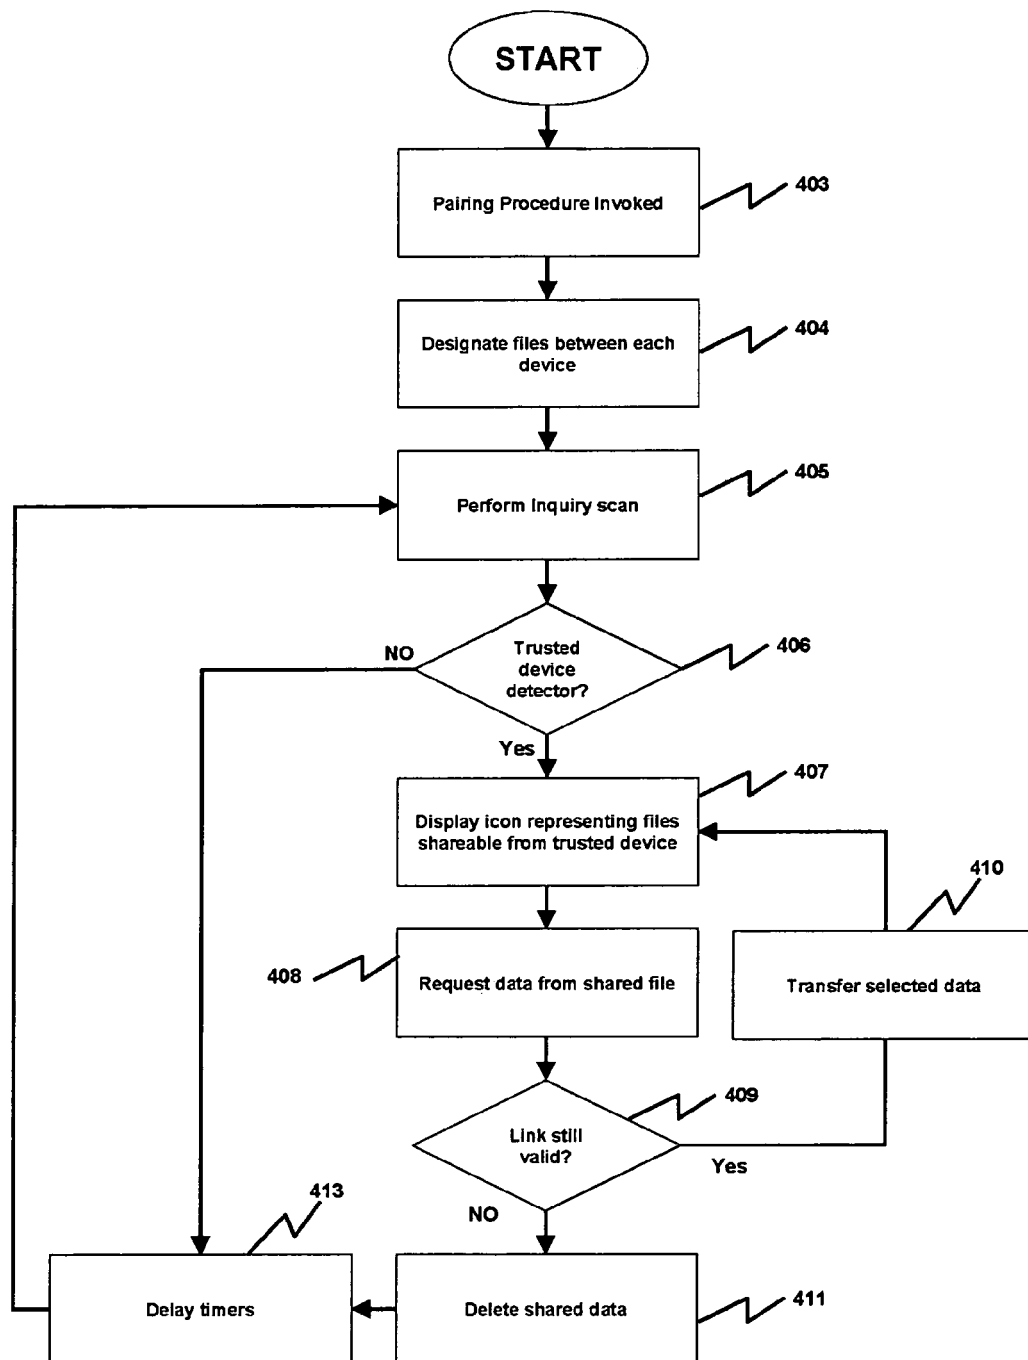 START
Pairing Procedure Invoked
403
Designate files between each
device
404
Perform Inquiry scan
405
Trusted
device
detector?
406
NO
Yes
Display icon representing files
shareable from trusted device
407
Request data from shared file
408
Transfer selected data
410
Link still
valid?
409
Yes
NO
Delay timers
413
Delete shared data
411